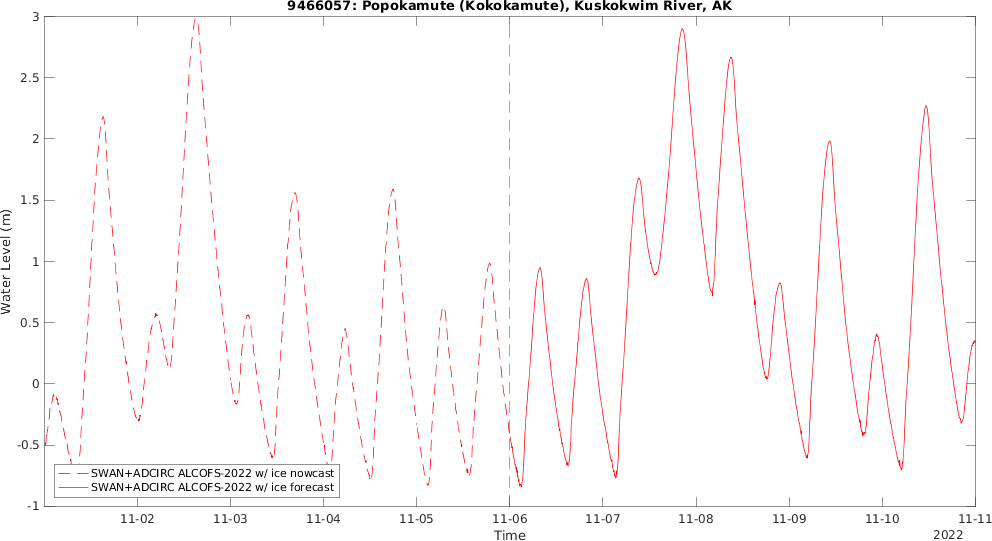 9466057: Popokamute (Kokokamute), Kuskokwim River, AK
3
2.5
2
1.5
1
0.5
0
-0.5
-1
Water Level (m)
SWAN+ADCIRC ALCOFS-2022 w/ ice nowcast
SWAN+ADCIRC ALCOFS-2022 w/ ice forecast
11-02 11-03 11-04 11-05 11-06 11-07 11-08 11-09 11-10 11-11
Time
2022